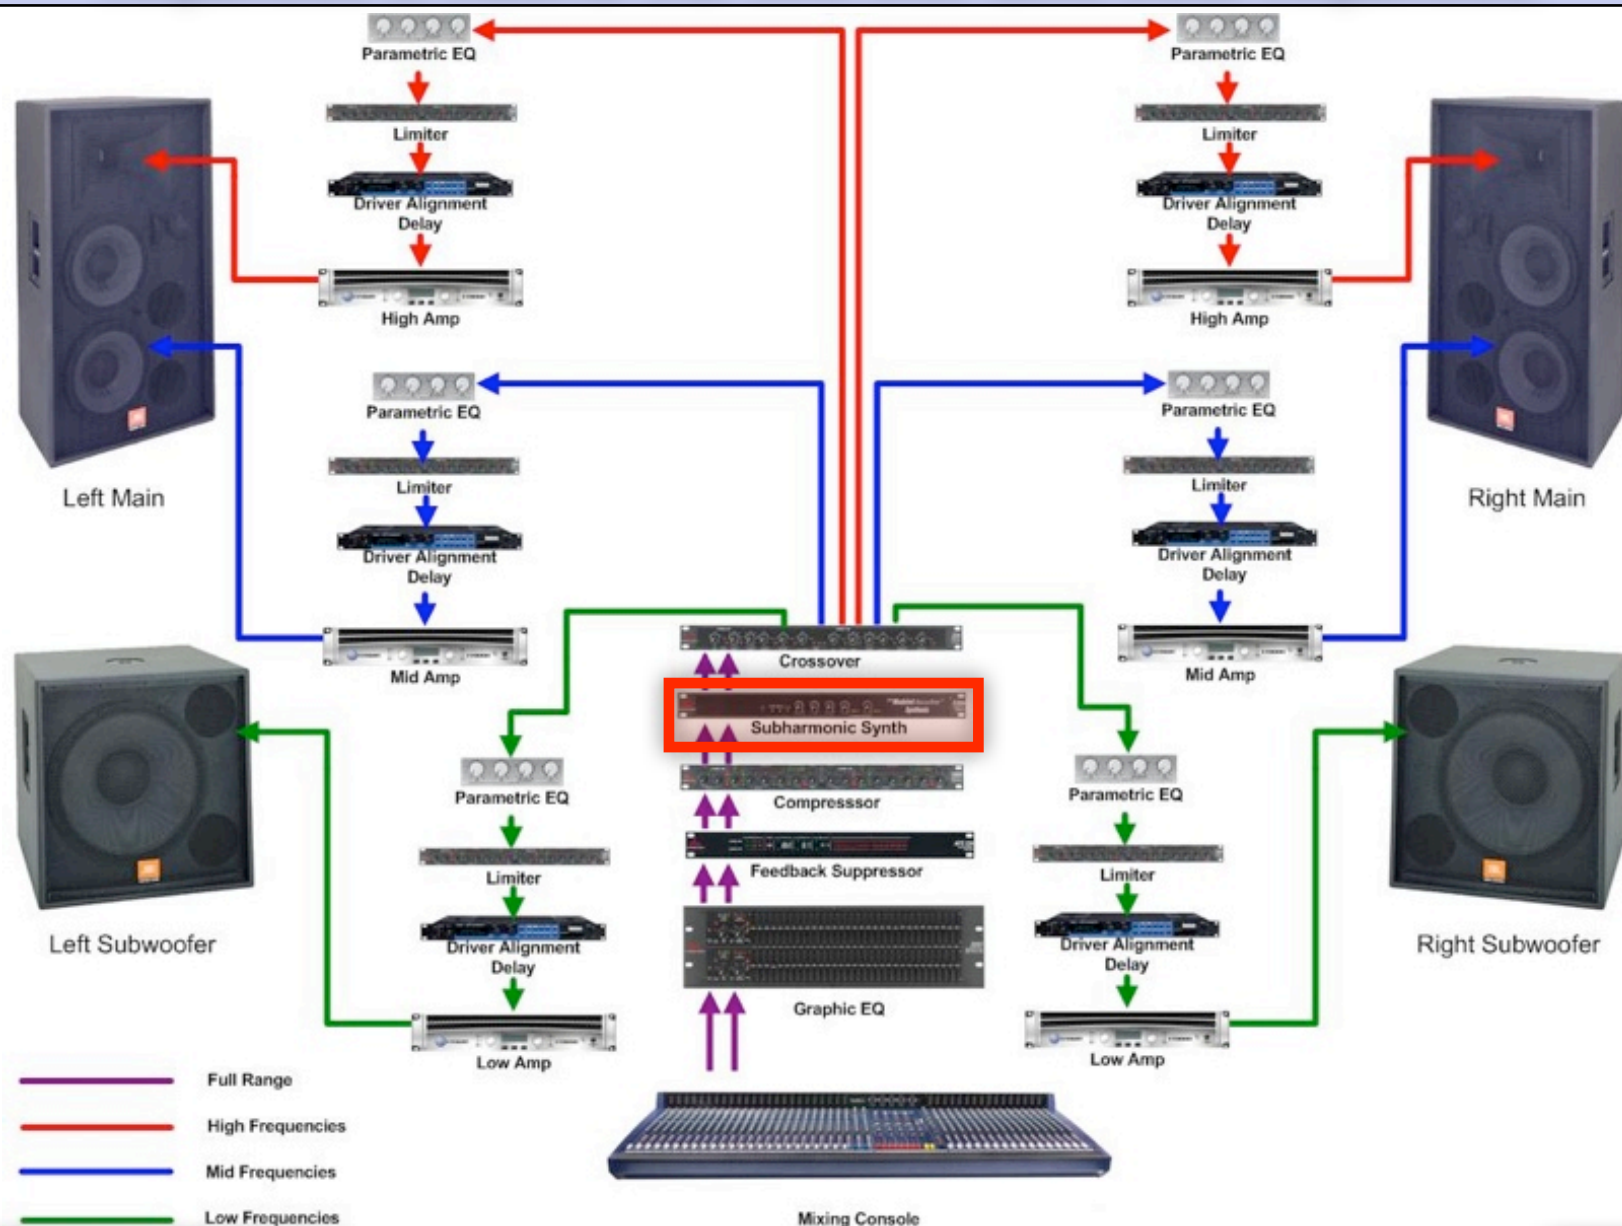 Parametric EQ
Limiter
Driver Alignment
Delay
High Amp
Parametric EQ
Limiter
Driver Alignment
Delay
High Amp
Left Main
Right Main
Parametric EQ
Limiter
Driver Alignment
Delay
Mid Amp
Parametric EQ
Limiter
Driver Alignment
Delay
Mid Amp
Crossover
Subharmonic Synth
Compresssor
Feedback Suppressor
Graphic EQ
Parametric EQ
Limiter
Driver Alignment
Delay
Low Amp
Parametric EQ
Limiter
Driver Alignment
Delay
Low Amp
Left Subwoofer
Right Subwoofer
Full Range
High Frequencies
Mid Frequencies
Low Frequencies
Mixing Console